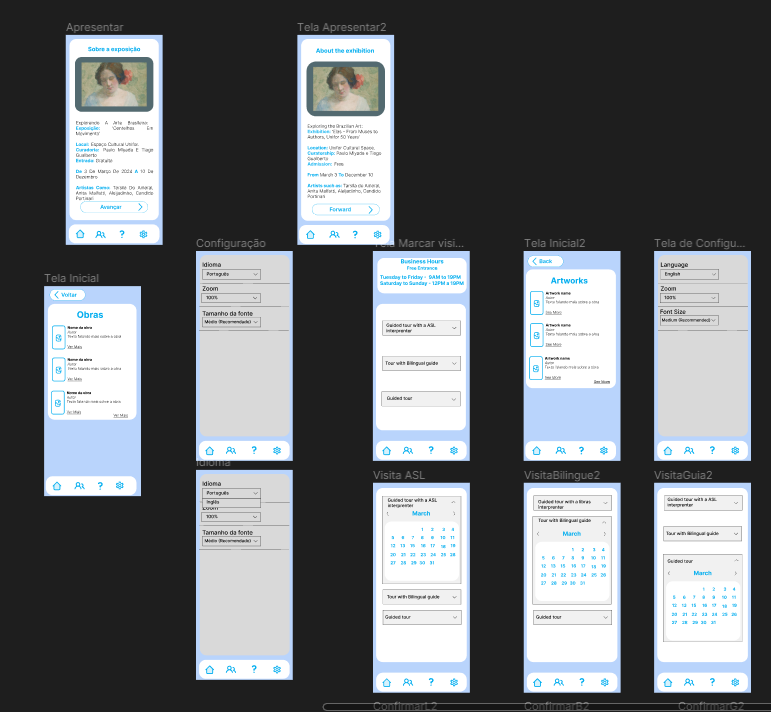 Apresentar
Sobre a exposição
Explorando A Arte Brasileira:
Exposição: 'Centelhas Em
Movimento'
Local: Espaço Cultural Unifor.
Curadoria: Paulo Miyada E Tiago
Gualberto
Entrada: Gratuita
De 3 De Março De 2024 A 10 De
Dezembro
Artistas Como: Tarsila Do Amaral,
Anita Malfatti, Aleijadinho, Candido
Portinari
Avançar
Tela Apresentar2
About the exhibition
Exploring the Brazilian Art:
Exhibition: 'Elas - From Muses to
Authors, Unifor 50 Years'
Location: Unifor Cultural Space.
Curatorship: Paulo Miyade e Tiago
Gualberto
Admission: Free
From March 3 To December 10
Artists such as: Tarsila do Amaral,
Anita Malfatti, Aleijadinho, Candido
Portinari
Forward
Tela Inicial
Voltar
Obras
Nome da obra
Autor
Texto falando mais sobre a obra
Ver Mais
Nome da obra
Autor
Texto falando mais sobre a obra
Ver Mais
Nome da obra
Autor
Texto falando mais sobre a obra
Ver Mais
Ver Mais
Configuração
Idioma
Português
Zoom
100%
Tamanho da fonte
Médio (Recomendado)
Tela Marcar visi...
Business Hours
Free Entrance
Tuesday to Friday - 9AM to 19PM
Saturday to Sunday - 12PM a 19PM
Guided tour with a ASL
interprenter
Tour with Bilingual guide
Guided tour
Tela Inicial2
Back
Artworks
Artwork name
Autor
Texto falando mais sobre a obra
See More
Artwork name
Autor
Texto falando mais sobre a obra
See More
Artwork name
Autor
Texto falando mais sobre a obra
See More
See More
Tela de Configu...
Language
English
Zoom
100%
Font Size
Medium (Recommended)
Idioma
Idioma
Português
Inglês
Zoom
100%
Tamanho da fonte
Médio (Recomendado)
Visita ASL
Guided tour with a ASL
interprenter
March
1 2 3 4
5 6 7 8 9 10 11
12 13 14 15 16 17 18 19
20 21 22 23 24 25 26
27 28 29 30 31
Tour with Bilingual guide
Guided tour
VisitaBilingue2
Guided tour with a libras
interprenter
Tour with Bilingual guide
March
1 2 3 4
5 6 7 8 9 10 11
12 13 14 15 16 17 18 19
20 21 22 23 24 25 26
27 28 29 30 31
Guided tour
VisitaGuia2
Guided tour with a ASL
interprenter
Tour with Bilingual guide
Guided tour
March
1 2 3 4
5 6 7 8 9 10 11
12 13 14 15 16 17 18 19
20 21 22 23 24 25 26
27 28 29 30 31
ConfirmarL2
ConfirmarB2
ConfirmarG2